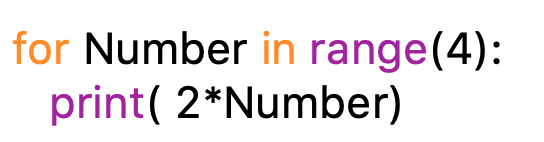 for Number in range(4):
print( 2*Number)